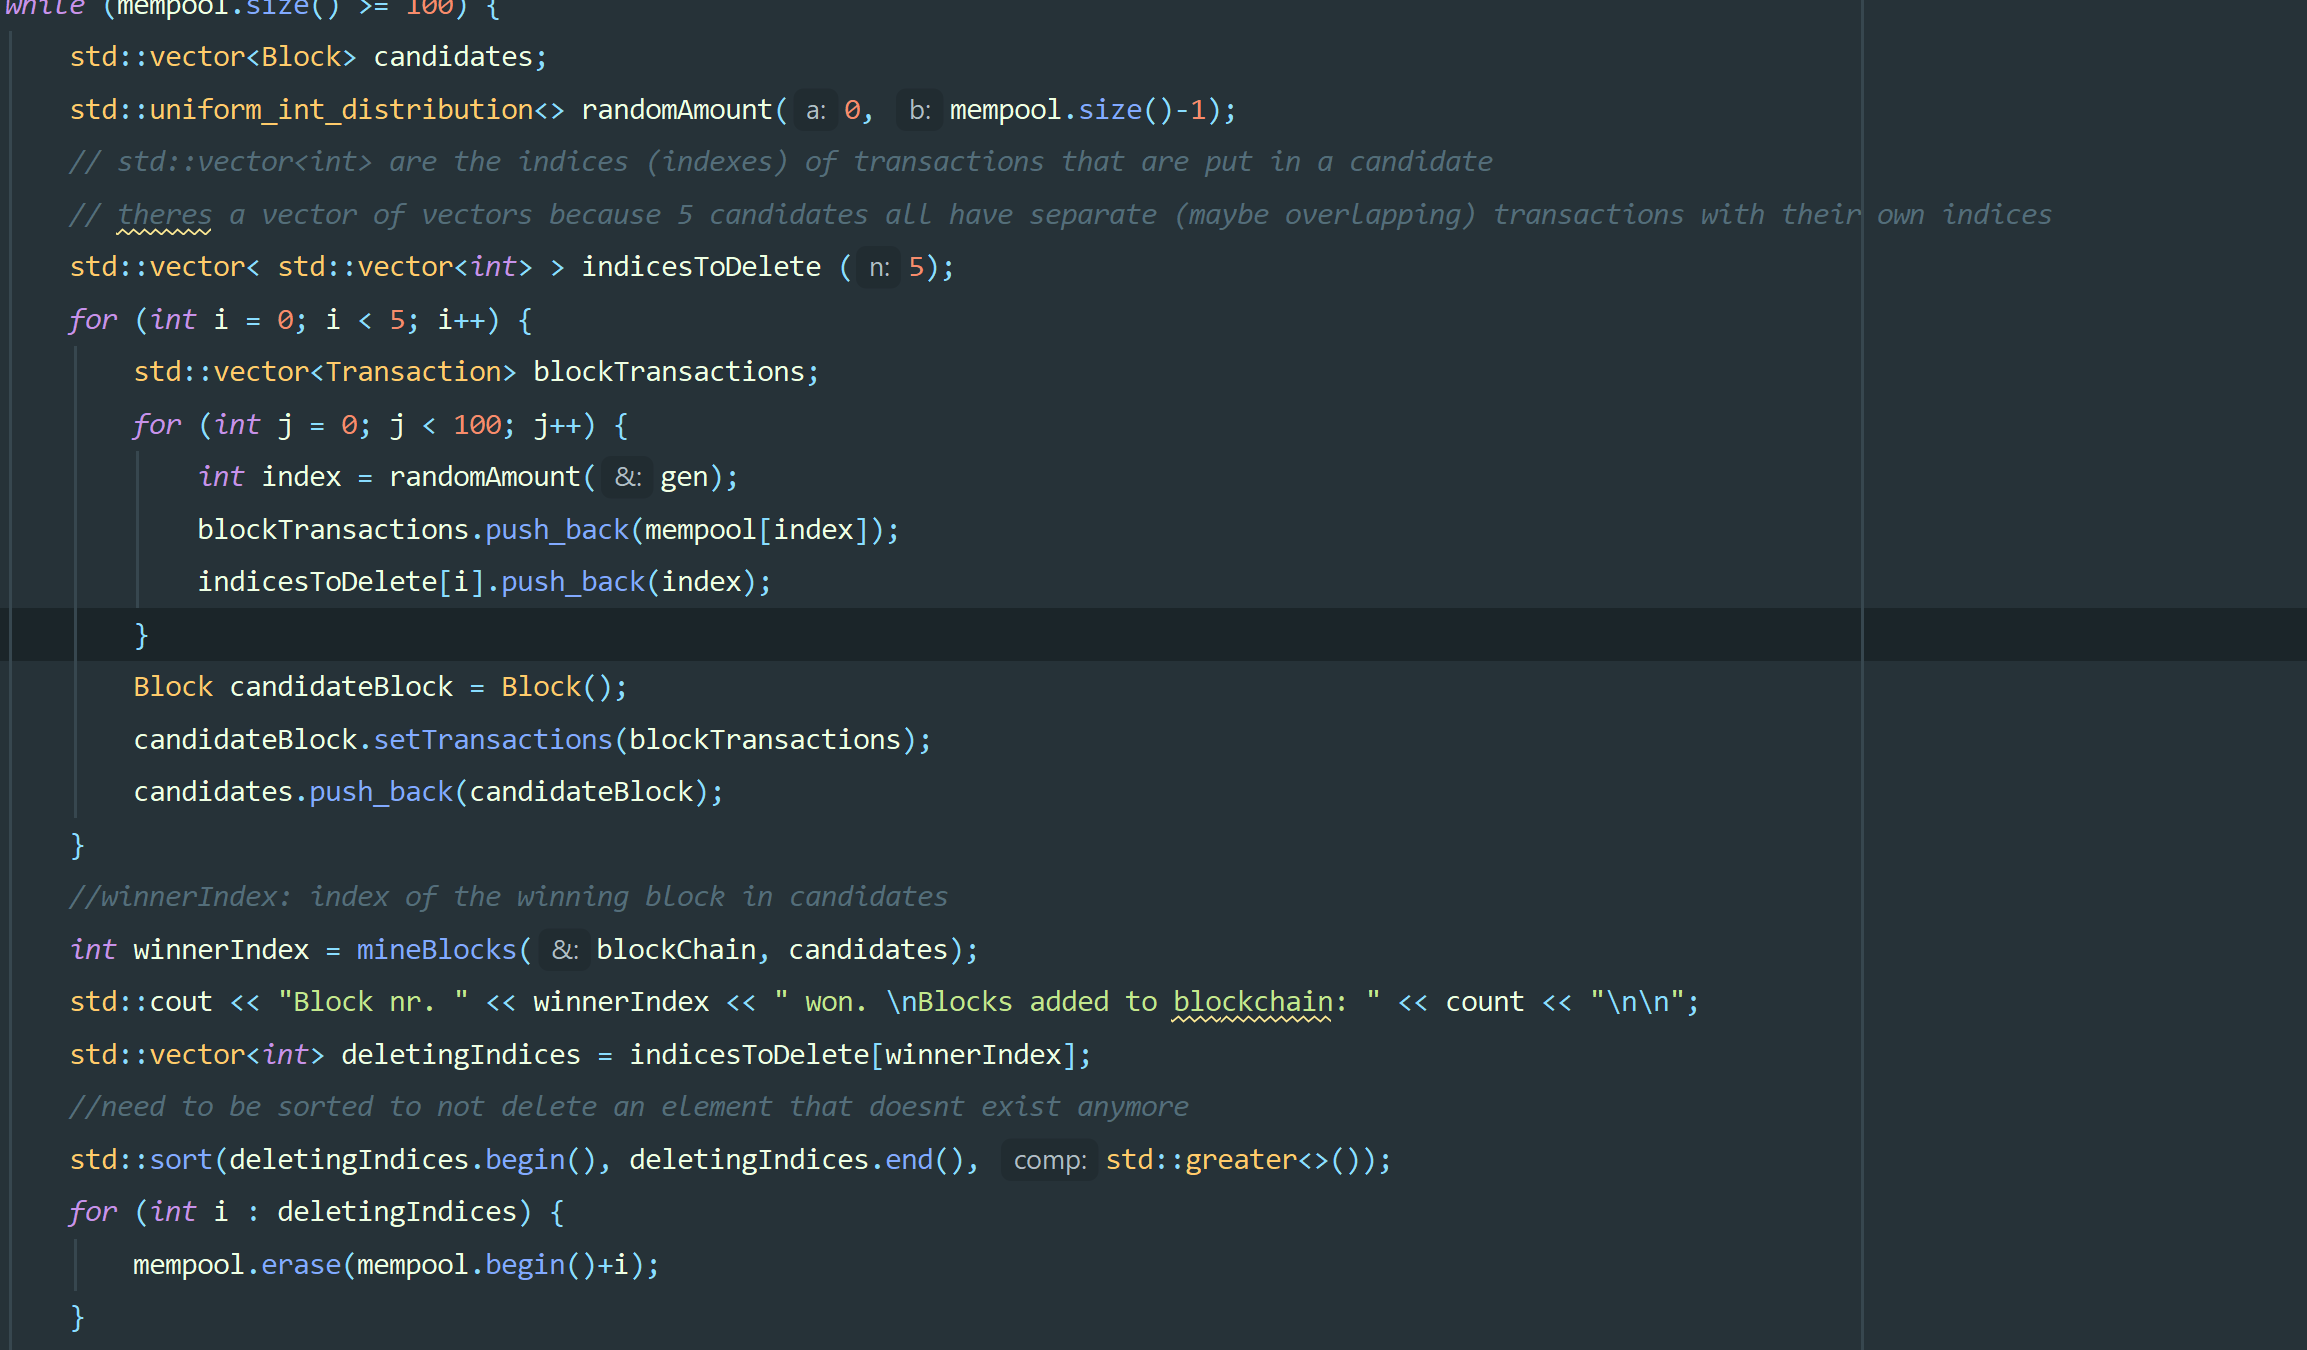 while (mempool.size() >= 100) {
std::vector<Block> candidates;
std::uniform_int_distribution<> randomAmount( a: 0, b: mempool.size()-1);
// std::vector<int> are the indices (indexes) of transactions that are put in a candidate
// theres a vector of vectors because 5 candidates all have separate (maybe overlapping) transactions with their own indices
std::vector< std::vector<int> > indicesToDelete ( n: 5);
for (int i = 0; i < 5; i++) {
std::vector<Transaction> blockTransactions;
for (int j = 0; j < 100; j++) {
int index = randomAmount( &: gen);
blockTransactions.push_back(mempool[index]);
indicesToDelete[i].push_back(index);
}
Block candidateBlock = Block();
candidateBlock.setTransactions(blockTransactions);
candidates.push_back(candidateBlock);
}
//winnerIndex: index of the winning block in candidates
int winnerIndex = mineBlocks( &: blockChain, candidates);
std::cout << "Block nr. " << winnerIndex << " won. \nBlocks added to blockchain: " << count << "\n\n";
std::vector<int> deletingIndices = indicesToDelete[winnerIndex];
//need to be sorted to not delete an element that doesnt exist anymore
std::sort(deletingIndices.begin(), deletingIndices.end(), comp: std::greater<>());
for (int i : deletingIndices) {
mempool.erase(mempool.begin()+i);
}